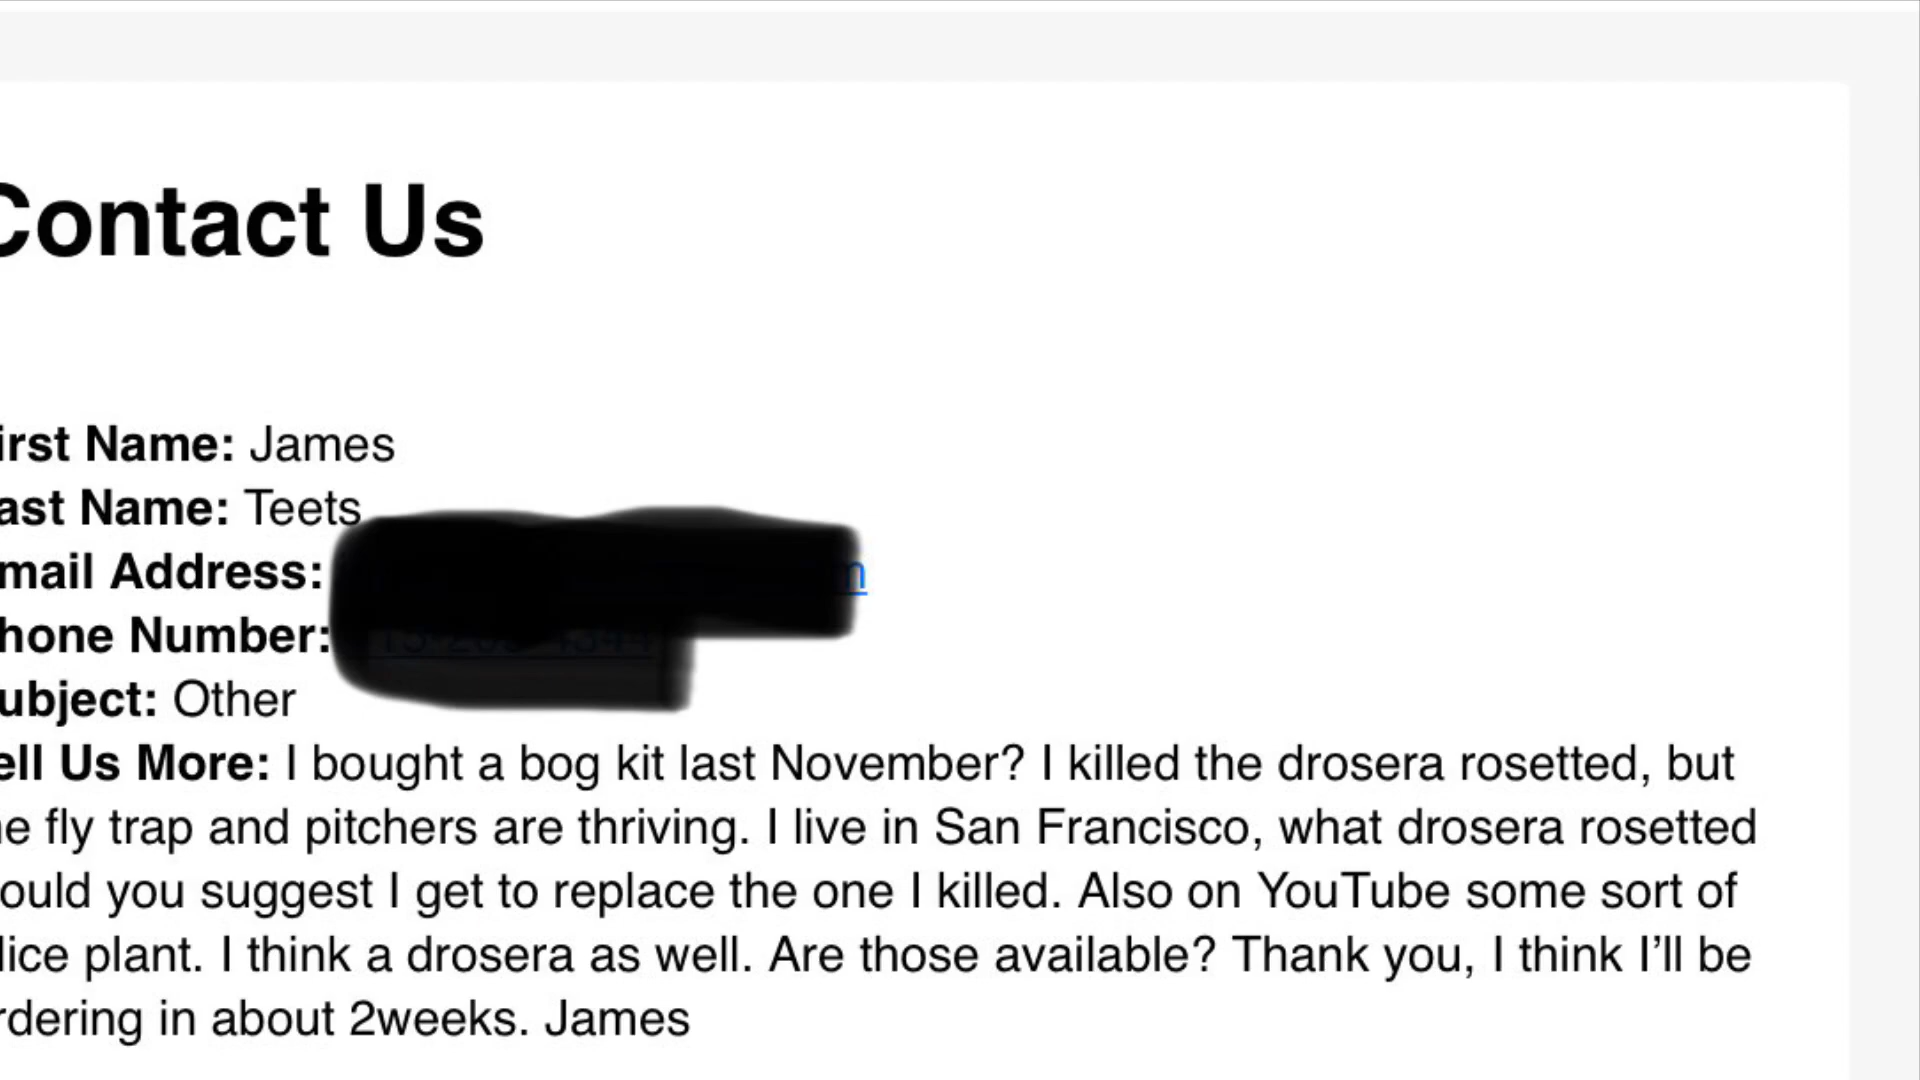 Contact Us
irst Name: James
ast Name: Teets
mail Address: m
hone Number:
ubject: Other
ell Us More: I bought a bog kit last November? I killed the drosera rosetted, but
he fly trap and pitchers are thriving. I live in San Francisco, what drosera rosetted
ould you suggest I get to replace the one I killed. Also on YouTube some sort of
lice plant. I think a drosera as well. Are those available? Thank you, I think I’ll be
rdering in about 2weeks. James